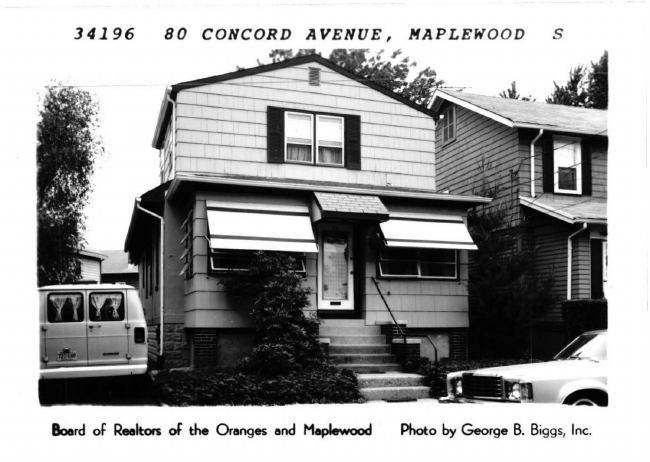 34196 80 CONCORD AVENUE, MAPLEWOOD S
Board of Realtors of the Oranges and Maplewood Photo by George B. Biggs, Inc.